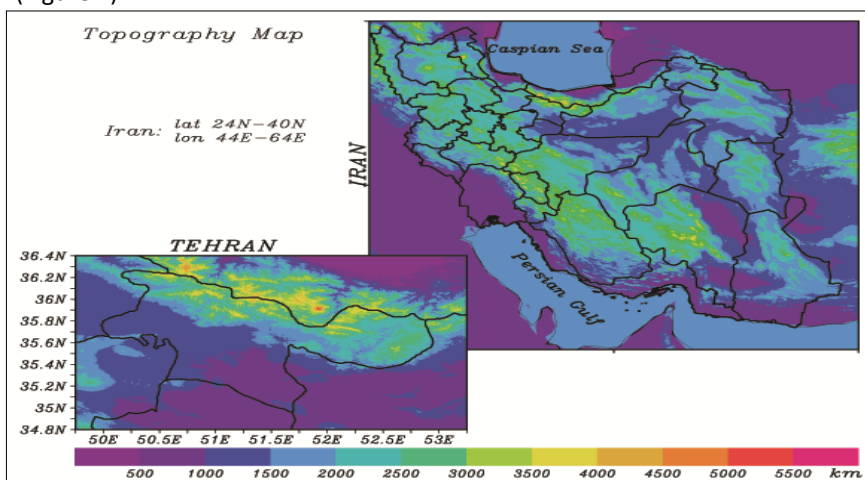 Topography Map
Caspian Sea
Iran: lat 24N-40N
lon 44E-64E
IRAN
Persian Gulf
TEHRAN
36.4N
36.2N
36N
35.8N
35.6N
35.4N
35.2N
35N
34.8N
50E 50.5E 51E 51.5E 52E 52.5E 53E
500 1000 1500 2000 2500 3000 3500 4000 4500 5000 5500 km